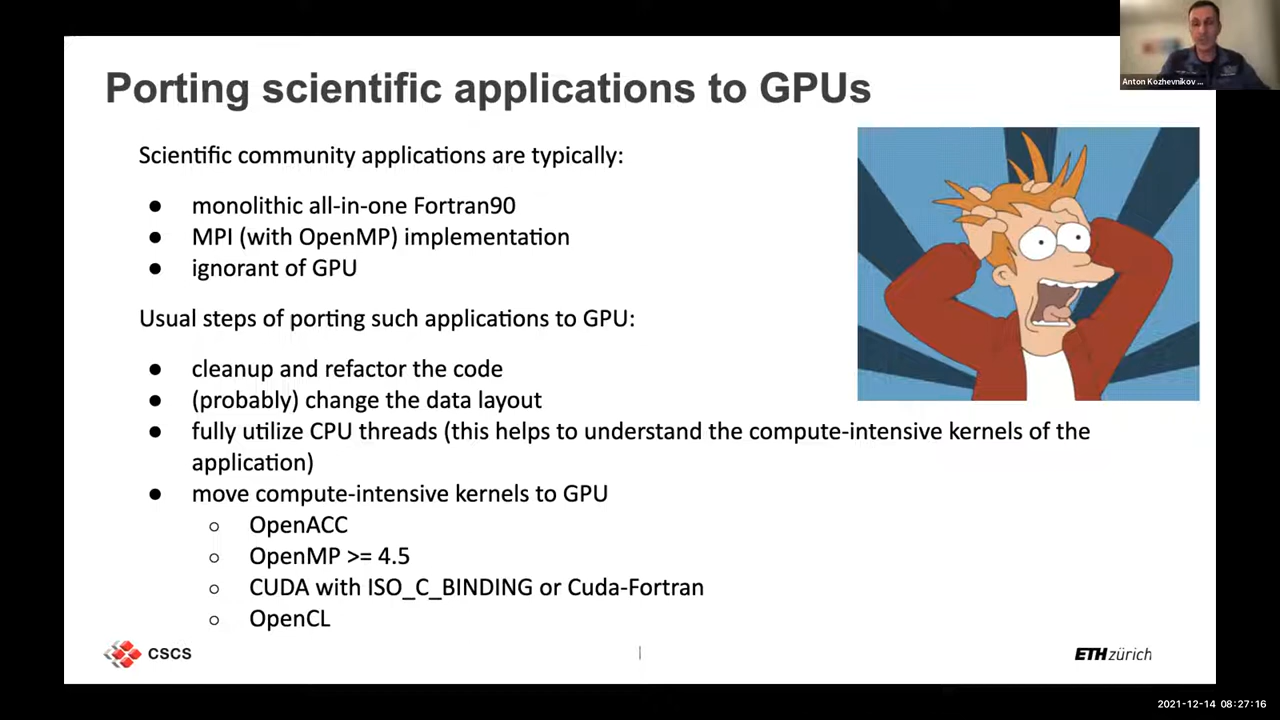 Anton Kozhevnikov ...
Porting scientific applications to GPUs
Scientific community applications are typically:
● monolithic all-in-one Fortran90
● MPI (with OpenMP) implementation
● ignorant of GPU
Usual steps of porting such applications to GPU:
● cleanup and refactor the code
● (probably) change the data layout
● fully utilize CPU threads (this helps to understand the compute-intensive kernels of the
application)
● move compute-intensive kernels to GPU
○ OpenACC
○ OpenMP >= 4.5
○ CUDA with ISO_C_BINDING or Cuda-Fortran
○ OpenCL
CSCS
ETH zürich
2021-12-14 08:27:16